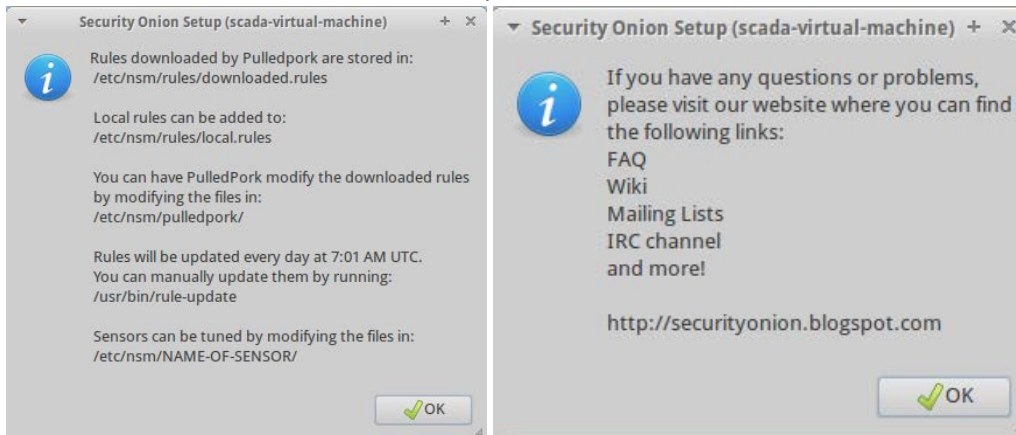 Security Onion Setup (scada-virtual-machine)
Rules downloaded by Pulledpork are stored in:
/etc/nsm/rules/downloaded.rules
Local rules can be added to:
/etc/nsm/rules/local.rules
You can have PulledPork modify the downloaded rules
by modifying the files in:
/etc/nsm/pulledpork/
Rules will be updated every day at 7:01 AM UTC.
You can manually update them by running:
/usr/bin/rule-update
Sensors can be tuned by modifying the files in:
/etc/nsm/NAME-OF-SENSOR/
OK
Security Onion Setup (scada-virtual-machine)
If you have any questions or problems,
please visit our website where you can find
the following links:
FAQ
Wiki
Mailing Lists
IRC channel
and more!
http://securityonion.blogspot.com
OK